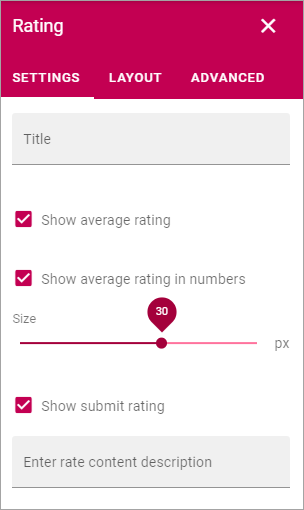 Rating
SETTINGS LAYOUT ADVANCED
Title
Show average rating
Show average rating in numbers
Size
30
px
Show submit rating
Enter rate content description